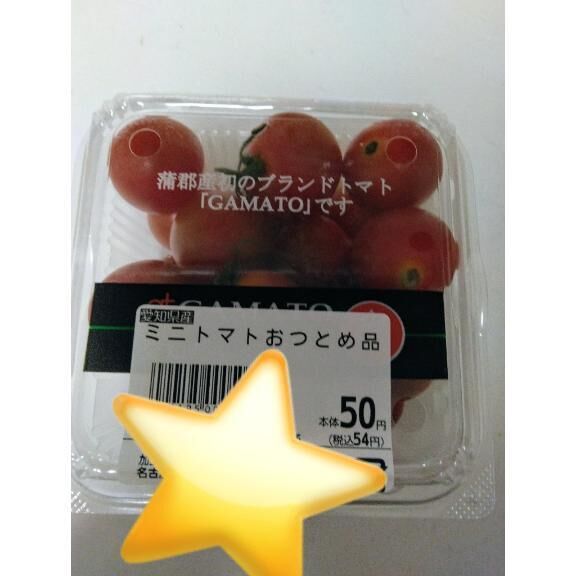 蒲郡産初のブランドトマト
「GAMATO」です
GAMATO
愛知県産
ミニトマトおつとめ品
本体50円
(税込54円)
名古